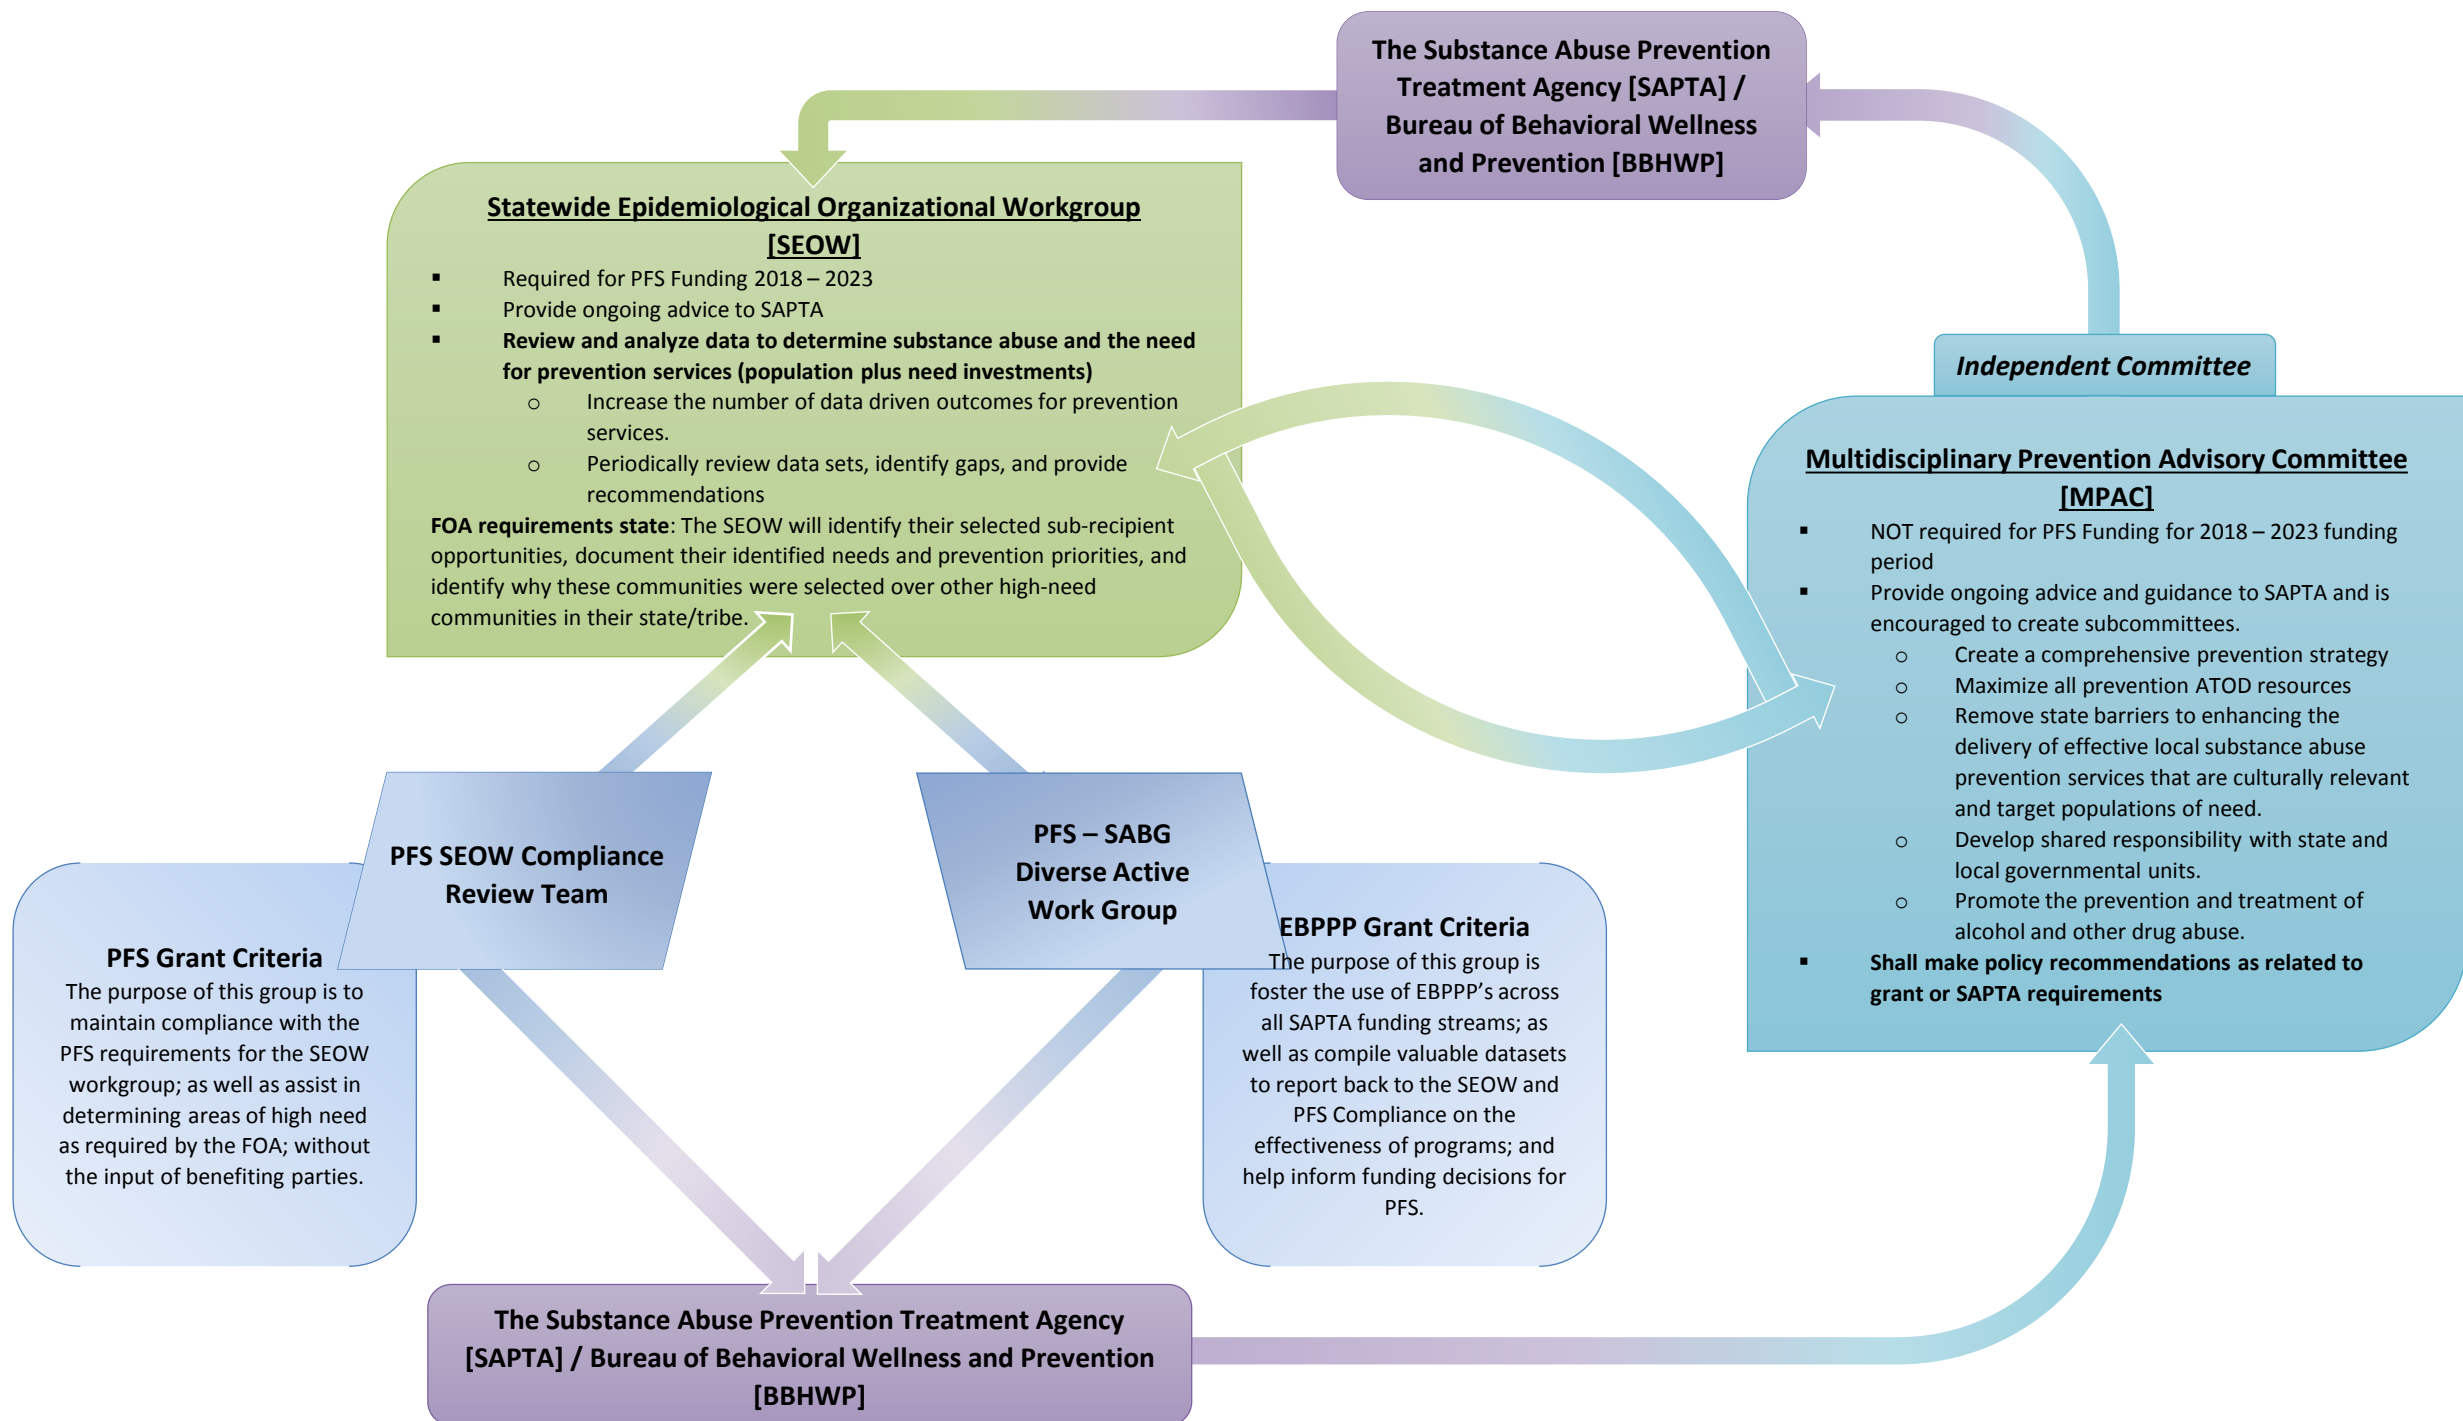 The Substance Abuse Prevention
Treatment Agency [SAPTA] /
Bureau of Behavioral Wellness
and Prevention [BBHWP]
Statewide Epidemiological Organizational Workgroup
[SEOW]
▪ Required for PFS Funding 2018 – 2023
▪ Provide ongoing advice to SAPTA
▪ Review and analyze data to determine substance abuse and the need
for prevention services (population plus need investments)
o Increase the number of data driven outcomes for prevention
services.
o Periodically review data sets, identify gaps, and provide
recommendations
FOA requirements state: The SEOW will identify their selected sub-recipient
opportunities, document their identified needs and prevention priorities, and
identify why these communities were selected over other high-need
communities in their state/tribe.
Independent Committee
Multidisciplinary Prevention Advisory Committee
[MPAC]
▪ NOT required for PFS Funding for 2018 – 2023 funding
period
▪ Provide ongoing advice and guidance to SAPTA and is
encouraged to create subcommittees.
o Create a comprehensive prevention strategy
o Maximize all prevention ATOD resources
o Remove state barriers to enhancing the
delivery of effective local substance abuse
prevention services that are culturally relevant
and target populations of need.
o Develop shared responsibility with state and
local governmental units.
o Promote the prevention and treatment of
alcohol and other drug abuse.
▪ Shall make policy recommendations as related to
grant or SAPTA requirements
PFS SEOW Compliance
Review Team
PFS – SABG
Diverse Active
Work Group
PFS Grant Criteria
The purpose of this group is to
maintain compliance with the
PFS requirements for the SEOW
workgroup; as well as assist in
determining areas of high need
as required by the FOA; without
the input of benefiting parties.
EBPPP Grant Criteria
The purpose of this group is
foster the use of EBPPP’s across
all SAPTA funding streams; as
well as compile valuable datasets
to report back to the SEOW and
PFS Compliance on the
effectiveness of programs; and
help inform funding decisions for
PFS.
The Substance Abuse Prevention Treatment Agency
[SAPTA] / Bureau of Behavioral Wellness and Prevention
[BBHWP]